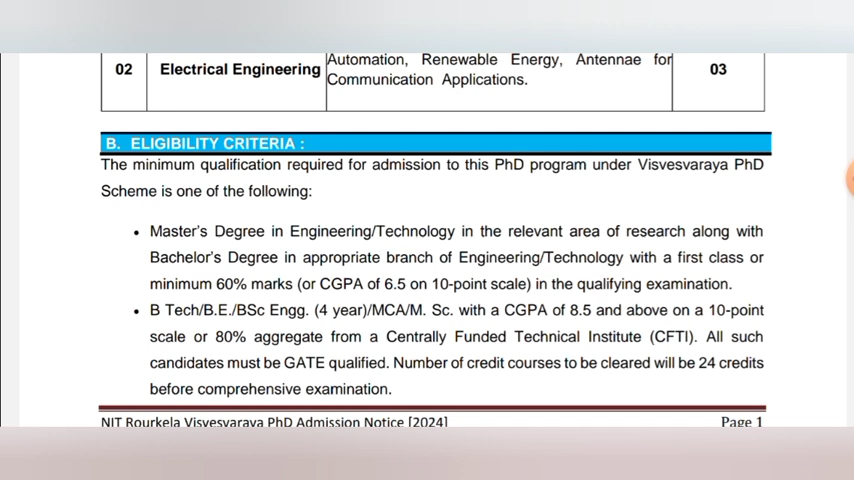 Automation, Renewable Energy, Antennae for
02 Electrical Engineering Communication Applications. 03
B. ELIGIBILITY CRITERIA :
The minimum qualification required for admission to this PhD program under Visvesvaraya PhD
Scheme is one of the following:
• Master's Degree in Engineering/Technology in the relevant area of research along with
Bachelor's Degree in appropriate branch of Engineering/Technology with a first class or
minimum 60% marks (or CGPA of 6.5 on 10-point scale) in the qualifying examination.
• B Tech/B.E./BSc Engg. (4 year)/MCA/M. Sc. with a CGPA of 8.5 and above on a 10-point
scale or 80% aggregate from a Centrally Funded Technical Institute (CFTI). All such
candidates must be GATE qualified. Number of credit courses to be cleared will be 24 credits
before comprehensive examination.
NIT Rourkela Visvesvaraya PhD Admission Notice [2024] Page 1